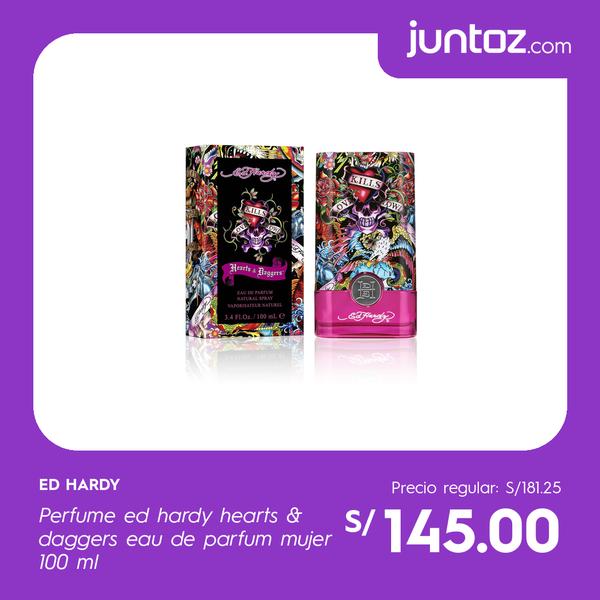 juntoz.com
Ed Hardy
KILLS
Hearts & Daggers
EAU DE PARFUM
NATURAL SPRAY
VAPORISATEUR NATUREL
3.4 FL.Oz. / 100 mL ℮
KILLS
Ed Hardy
ED HARDY
Perfume ed hardy hearts &
daggers eau de parfum mujer
100 ml
Precio regular: S/181.25
S/145.00